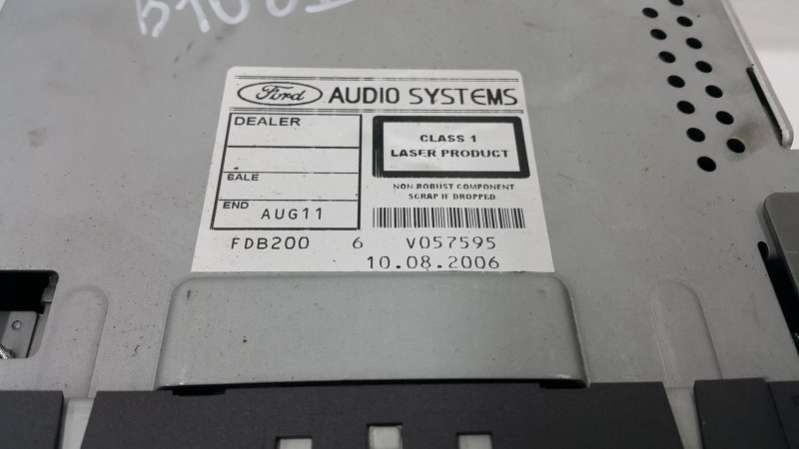 Ford AUDIO SYSTEMS
DEALER
SALE
END AUG11
CLASS 1
LASER PRODUCT
NON ROBUST COMPONENT
SCRAP IF DROPPED
FDB200 6 V057595
10.08.2006